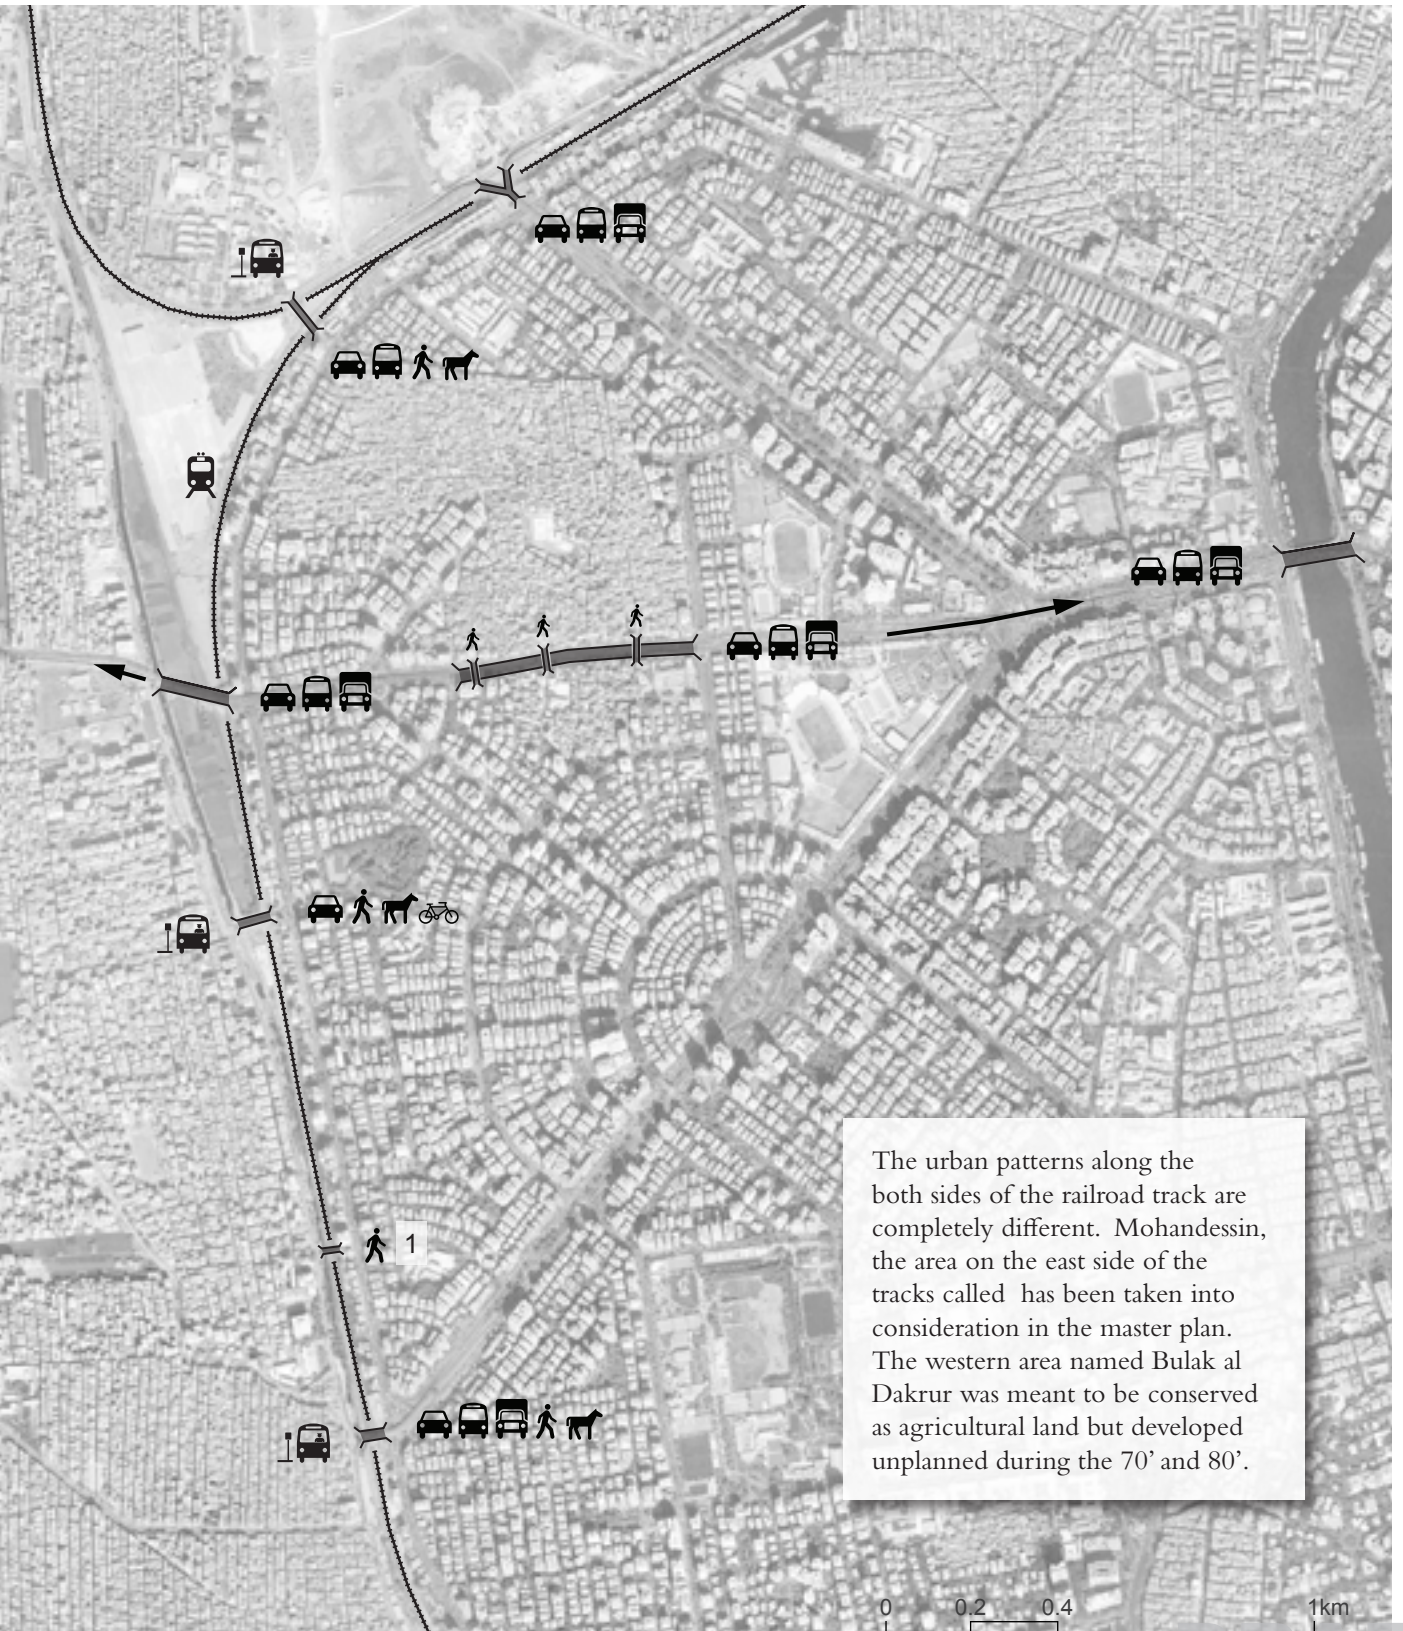 1
The urban patterns along the
both sides of the railroad track are
completely different.  Mohandessin,
the area on the east side of the
tracks called  has been taken into
consideration in the master plan.
The western area named Bulak al
Dakrur was meant to be conserved
as agricultural land but developed
unplanned during the 70’ and 80’.
0 0.2 0.4 1km